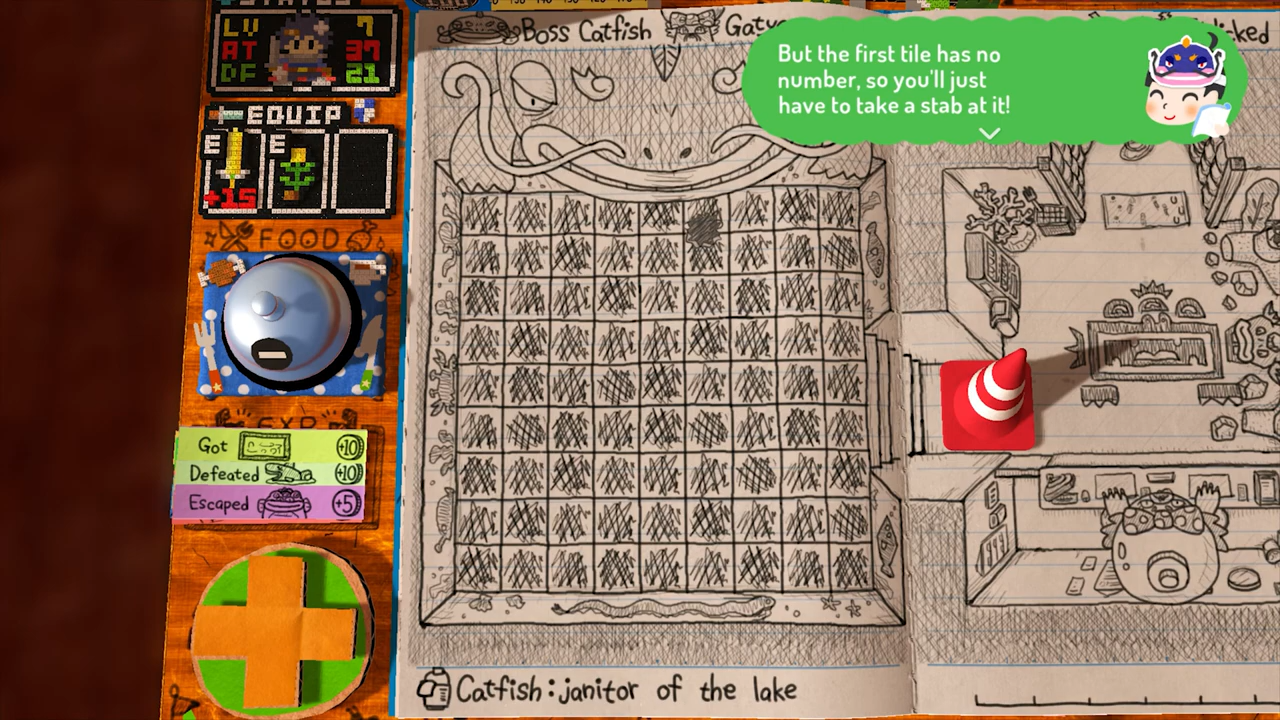 STATUS
LV 7
AT 37
DF 21
EQUIP
E
E
+15
FOOD
EXP
Got +10
Defeated +10
Escaped +5
Boss Catfish
But the first tile has no
number, so you'll just
have to take a stab at it!
Catfish: janitor of the lake